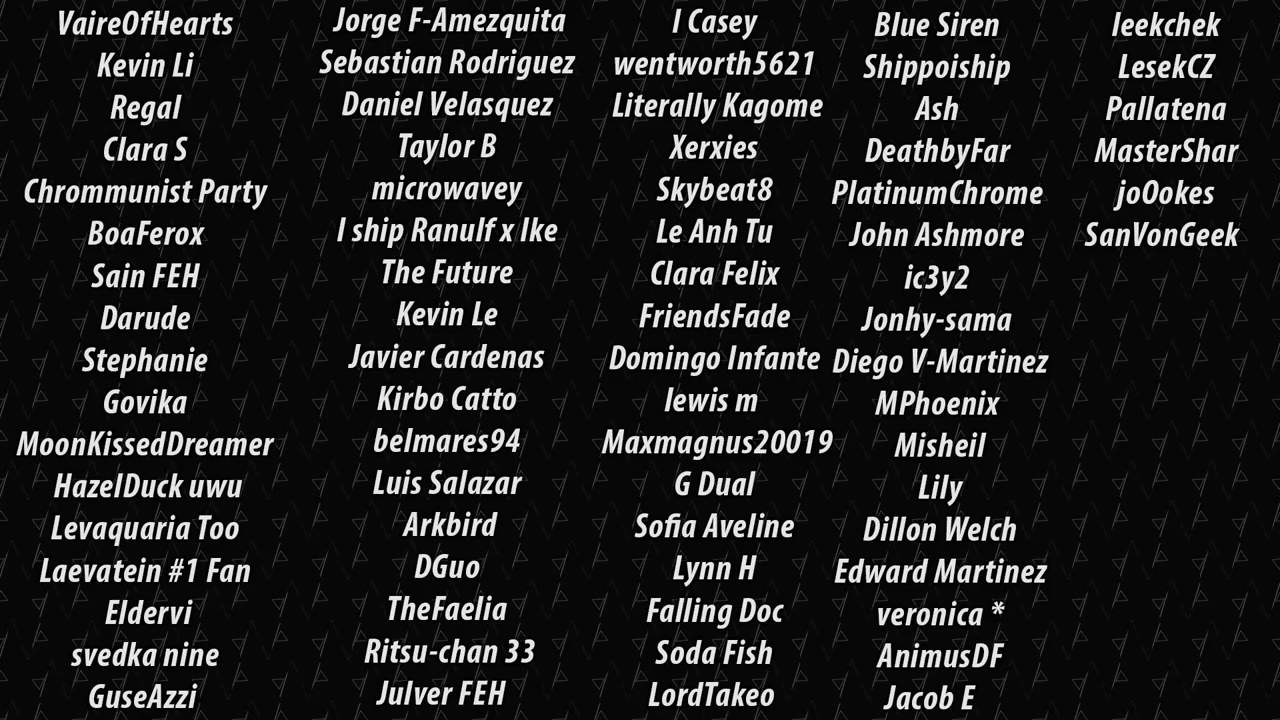 VaireOfHearts
Kevin Li
Regal
Clara S
Chrommunist Party
BoaFerox
Sain FEH
Darude
Stephanie
Govika
MoonKissedDreamer
HazelDuck uwu
Levaquaria Too
Laevatein #1 Fan
Eldervi
svedka nine
GuseAzzi
Jorge F-Amezquita
Sebastian Rodriguez
Daniel Velasquez
Taylor B
microwavey
I ship Ranulf x Ike
The Future
Kevin Le
Javier Cardenas
Kirbo Catto
belmares94
Luis Salazar
Arkbird
DGuo
TheFaelia
Ritsu-chan 33
Julver FEH
I Casey
wentworth5621
Literally Kagome
Xerxies
Skybeat8
Le Anh Tu
Clara Felix
FriendsFade
Domingo Infante
lewis m
Maxmagnus20019
G Dual
Sofia Aveline
Lynn H
Falling Doc
Soda Fish
LordTakeo
Blue Siren
Shippoiship
Ash
DeathbyFar
PlatinumChrome
John Ashmore
ic3y2
Jonhy-sama
Diego V-Martinez
MPhoenix
Misheil
Lily
Dillon Welch
Edward Martinez
veronica *
AnimusDF
Jacob E
leekchek
LesekCZ
Pallatena
MasterShar
joOokes
SanVonGeek